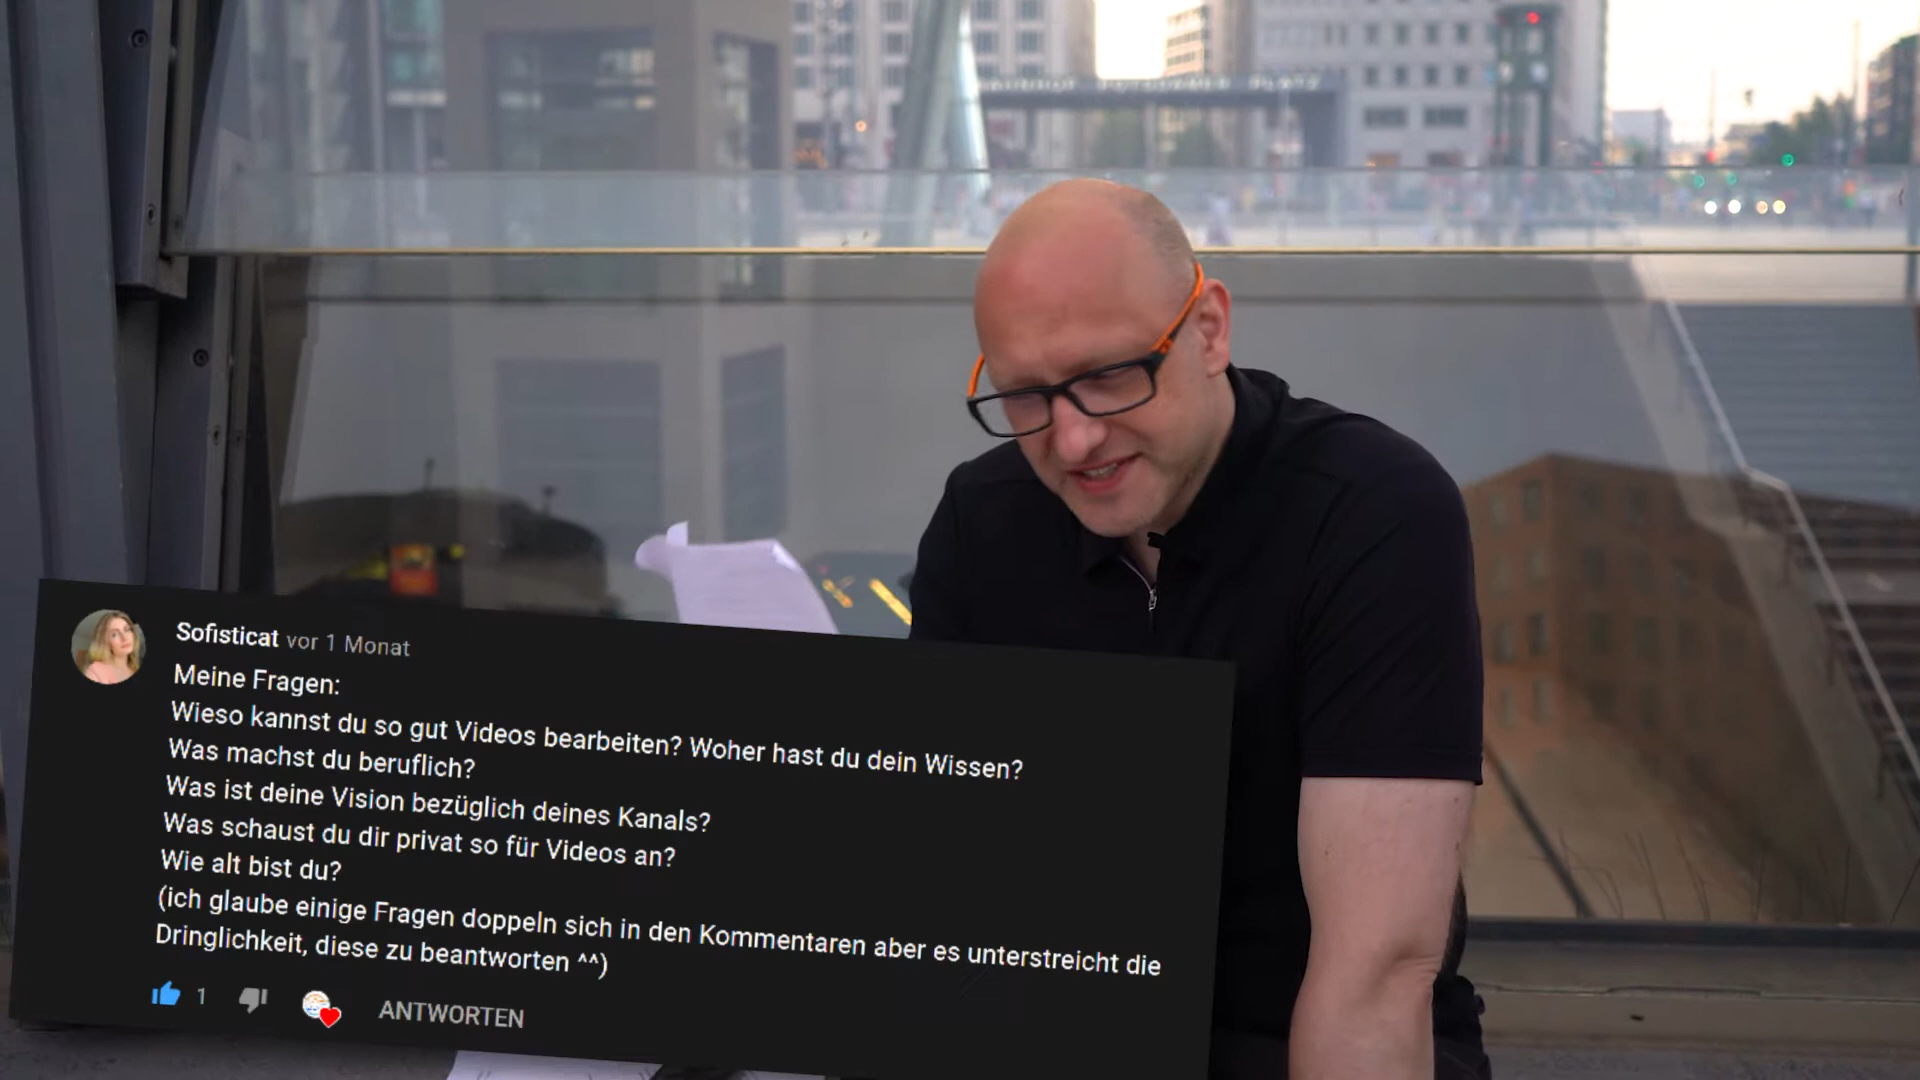 BAHNHOF POTSDAMER PLATZ
Sofisticat vor 1 Monat
Meine Fragen:
Wieso kannst du so gut Videos bearbeiten? Woher hast du dein Wissen?
Was machst du beruflich?
Was ist deine Vision bezüglich deines Kanals?
Was schaust du dir privat so für Videos an?
Wie alt bist du?
(ich glaube einige Fragen doppeln sich in den Kommentaren aber es unterstreicht die
Dringlichkeit, diese zu beantworten ^^)
1
ANTWORTEN